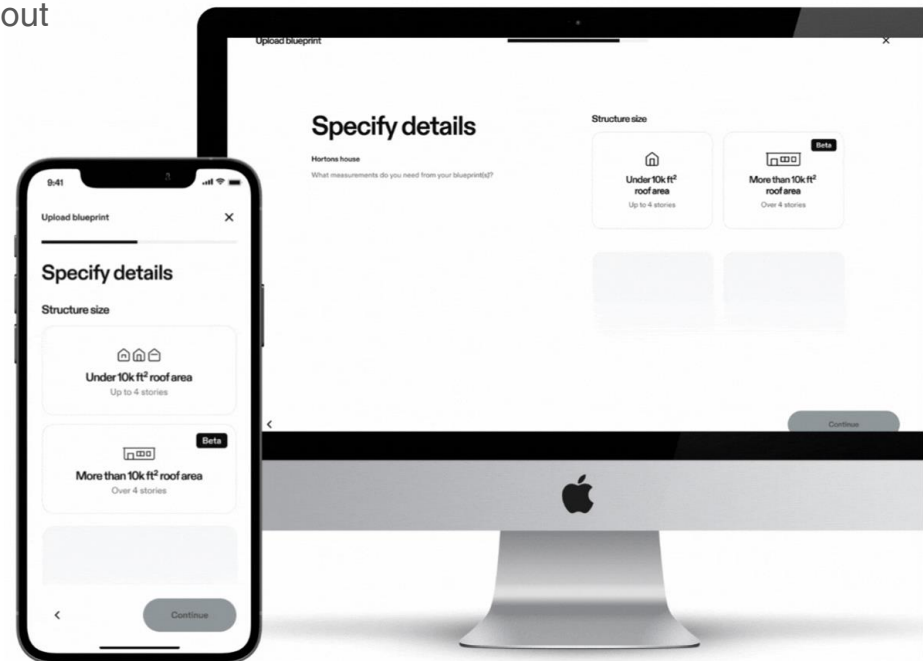 out
Upload blueprint
Specify details
Hortons house
What measurements do you need from your blueprint(s)?
Structure size
Under 10k ft²
roof area
Up to 4 stories
Beta
More than 10k ft²
roof area
Over 4 stories
Continue
9:41
Upload blueprint
Specify details
Structure size
Under 10k ft² roof area
Up to 4 stories
Beta
More than 10k ft² roof area
Over 4 stories
Continue